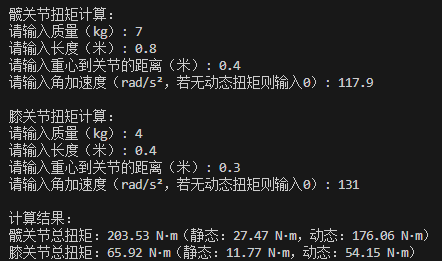 髋关节扭矩计算：
请输入质量（kg）：7
请输入长度（米）：0.8
请输入重心到关节的距离（米）：0.4
请输入角加速度（rad/s²，若无动态扭矩则输入0）：117.9

膝关节扭矩计算：
请输入质量（kg）：4
请输入长度（米）：0.4
请输入重心到关节的距离（米）：0.3
请输入角加速度（rad/s²，若无动态扭矩则输入0）：131

计算结果：
髋关节总扭矩：203.53 N·m（静态：27.47 N·m，动态：176.06 N·m）
膝关节总扭矩：65.92 N·m（静态：11.77 N·m，动态：54.15 N·m）